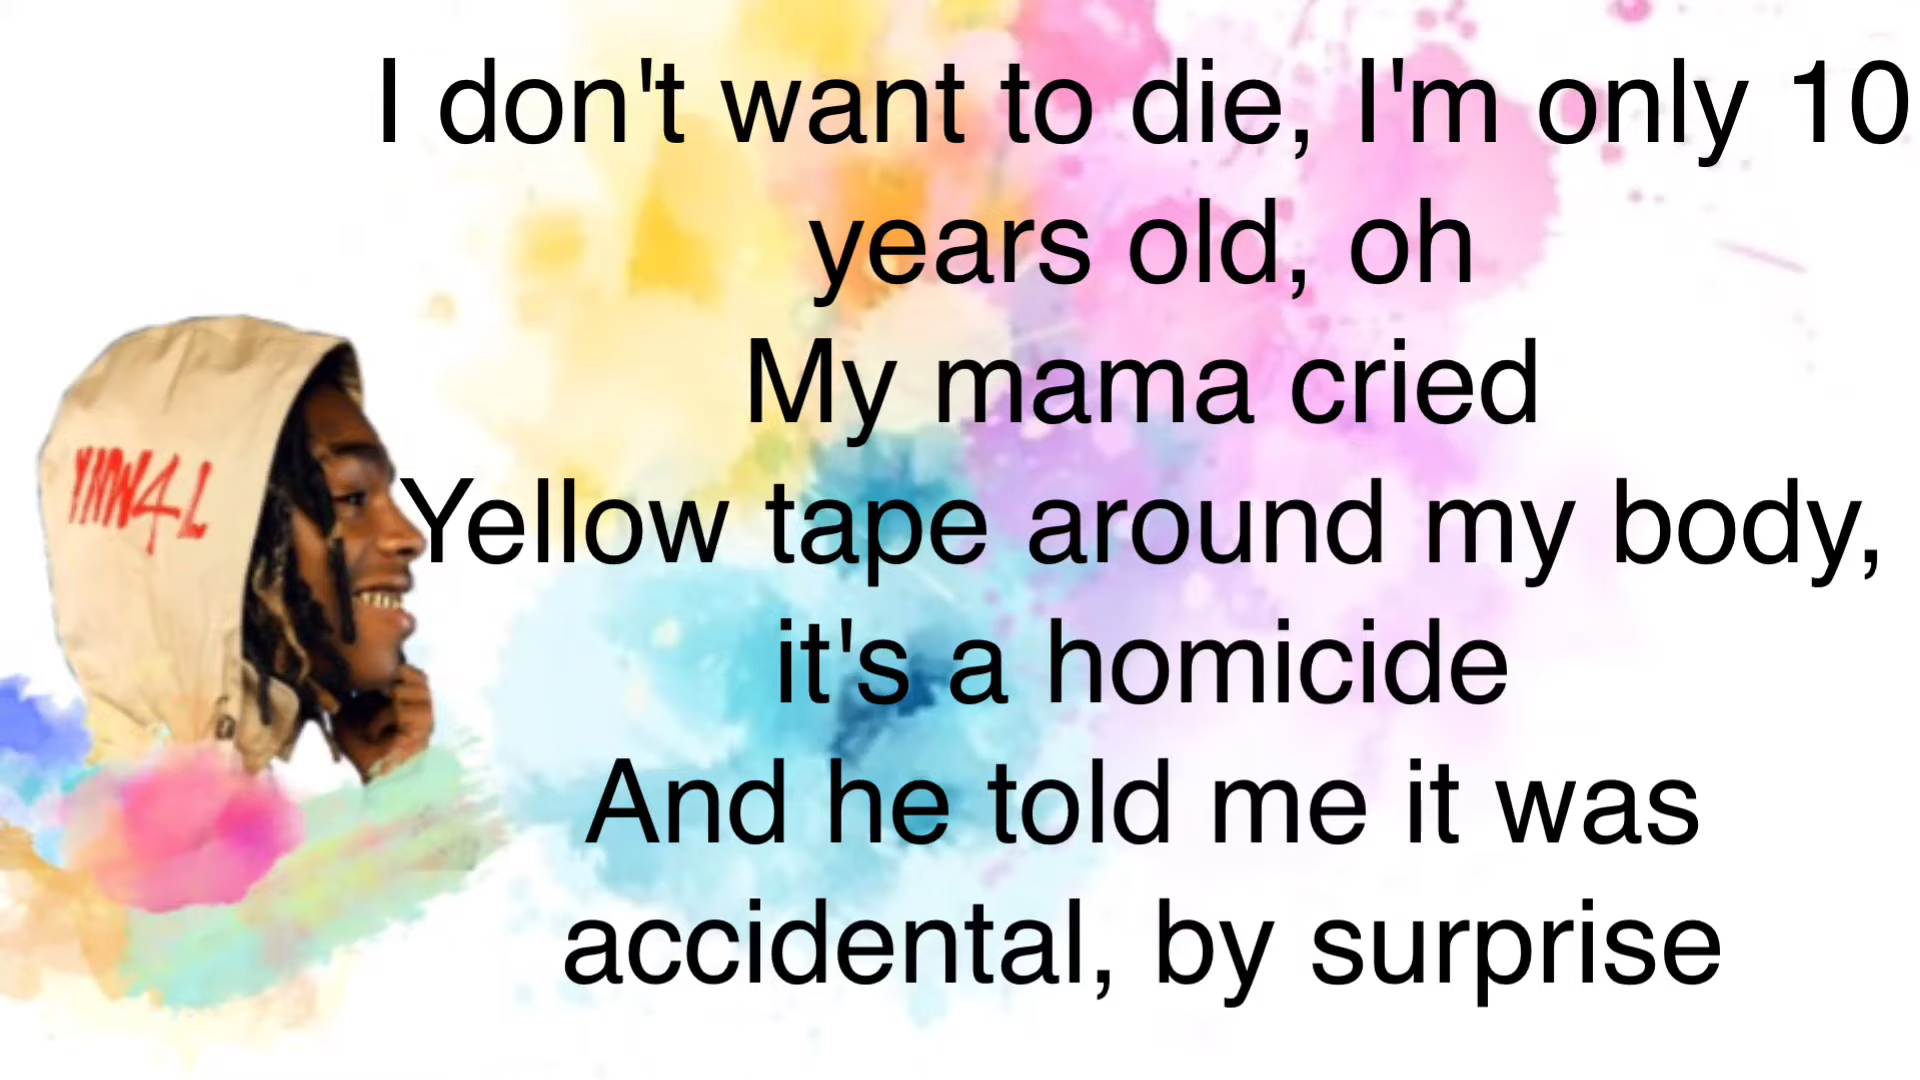 I don't want to die, I'm only 10
years old, oh
My mama cried
YNW4L
Yellow tape around my body,
it's a homicide
And he told me it was
accidental, by surprise